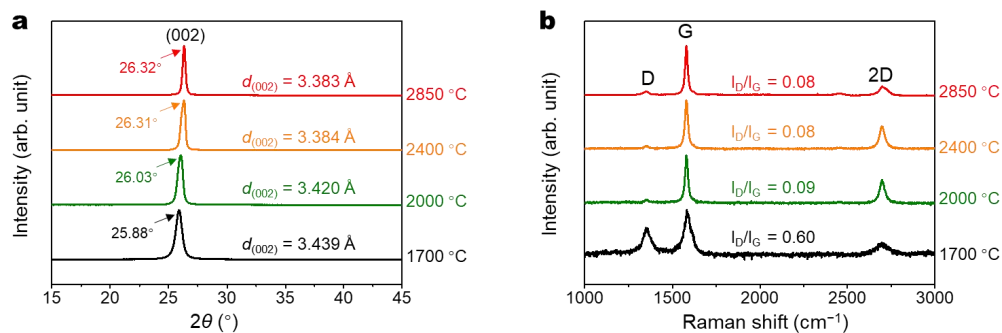 a
(002)
26.32°
d(002) = 3.383 Å
2850 °C
26.31°
d(002) = 3.384 Å
2400 °C
26.03°
d(002) = 3.420 Å
2000 °C
25.88°
d(002) = 3.439 Å
1700 °C
Intensity (arb. unit)
15 20 25 30 35 40 45
2θ (°)
b
G
D
2D
ID/IG = 0.08
2850 °C
ID/IG = 0.08
2400 °C
ID/IG = 0.09
2000 °C
ID/IG = 0.60
1700 °C
Intensity (arb. unit)
1000 1500 2000 2500 3000
Raman shift (cm⁻¹)